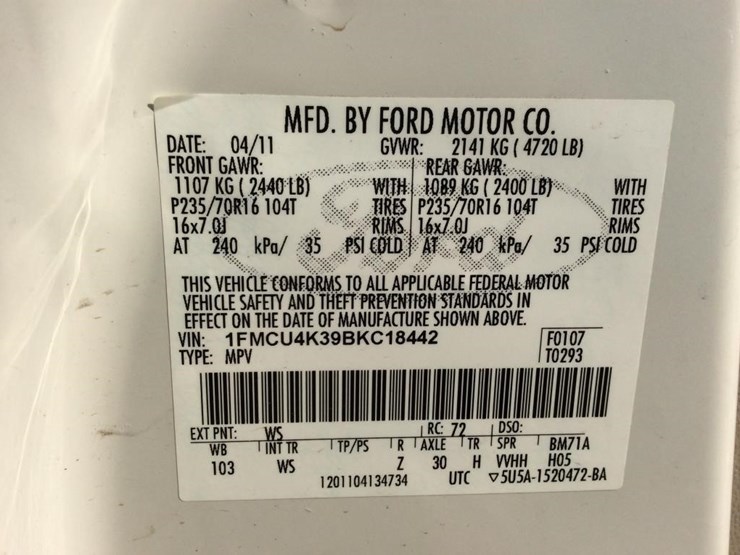 MFD. BY FORD MOTOR CO.
DATE: 04/11 GVWR: 2141 KG ( 4720 LB)
FRONT GAWR: REAR GAWR:
1107 KG ( 2440 LB) WITH 1089 KG ( 2400 LB) WITH
P235/70R16 104T TIRES P235/70R16 104T TIRES
16x7.0J RIMS 16x7.0J RIMS
AT 240 kPa/ 35 PSI COLD AT 240 kPa/ 35 PSI COLD
Ford
THIS VEHICLE CONFORMS TO ALL APPLICABLE FEDERAL MOTOR
VEHICLE SAFETY AND THEFT PREVENTION STANDARDS IN
EFFECT ON THE DATE OF MANUFACTURE SHOWN ABOVE.
VIN: 1FMCU4K39BKC18442 F0107
TYPE: MPV T0293
EXT PNT: WS RC: 72 DSO:
WB INT TR TP/PS R AXLE TR SPR BM71A
103 WS Z 30 H VVHH H05
1201104134734 UTC ▽5U5A-1520472-BA